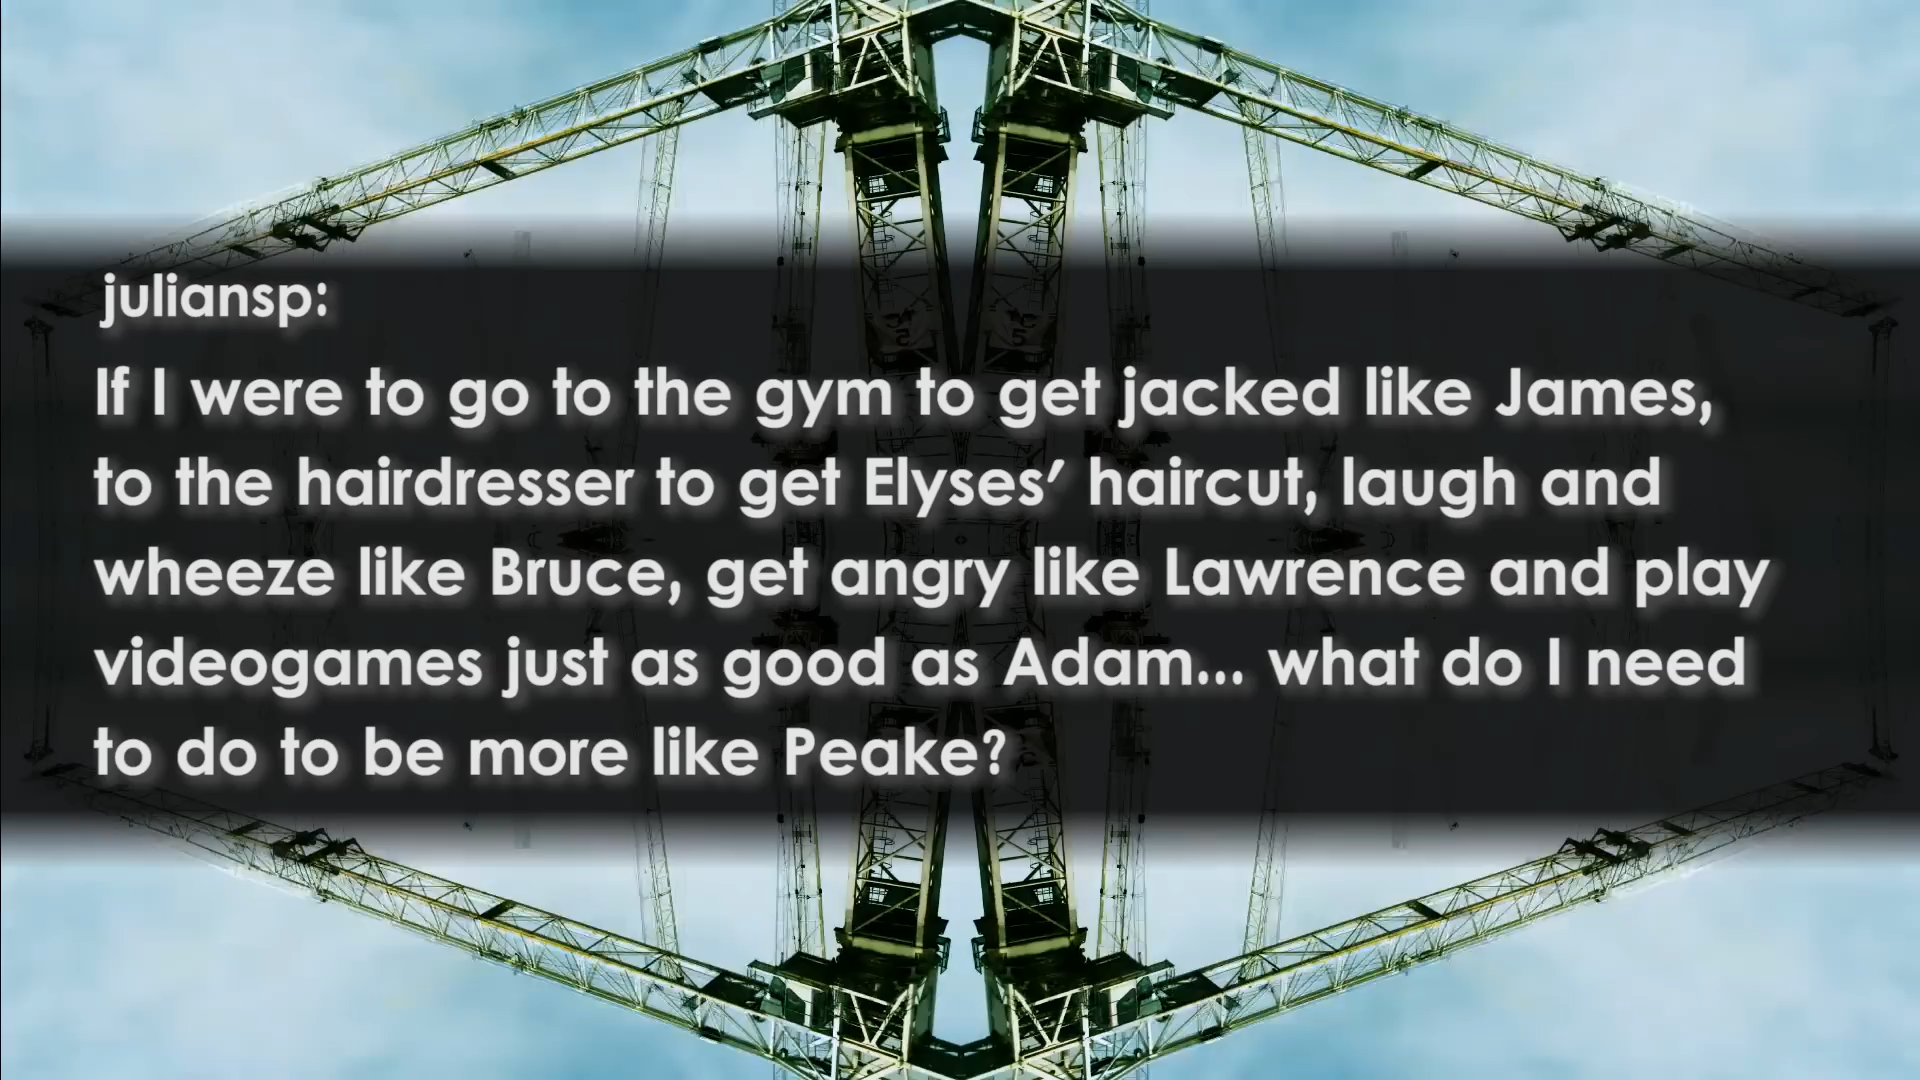 juliansp:
If I were to go to the gym to get jacked like James,
to the hairdresser to get Elyses' haircut, laugh and
wheeze like Bruce, get angry like Lawrence and play
videogames just as good as Adam... what do I need
to do to be more like Peake?